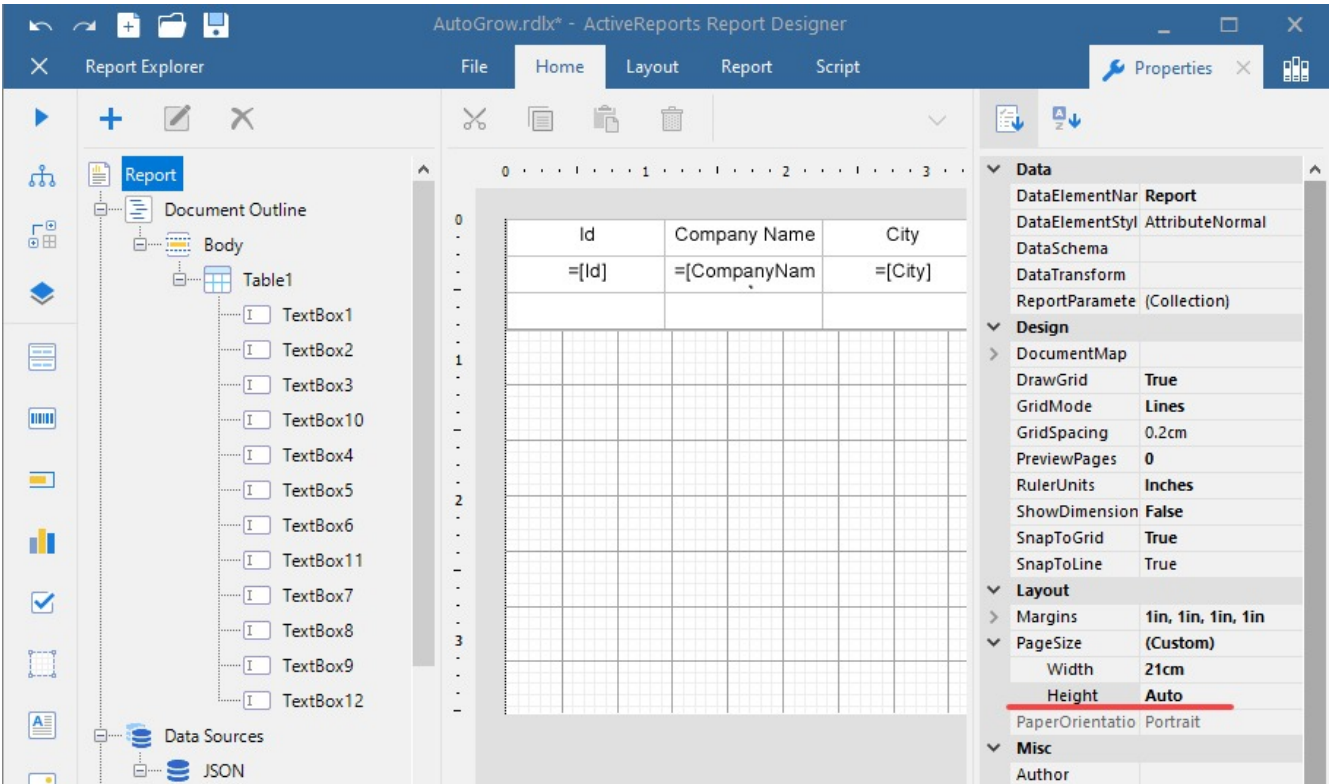 AutoGrow.rdlx* - ActiveReports Report Designer
Report Explorer
File Home Layout Report Script
Properties
Report
Document Outline
Body
Table1
TextBox1
TextBox2
TextBox3
TextBox10
TextBox4
TextBox5
TextBox6
TextBox11
TextBox7
TextBox8
TextBox9
TextBox12
Data Sources
JSON
0 1 2 3
0
1
2
3
Id Company Name City
=[Id] =[CompanyNam =[City]
A
Z
Data
DataElementNar Report
DataElementStyl AttributeNormal
DataSchema
DataTransform
ReportParamete (Collection)
Design
DocumentMap
DrawGrid True
GridMode Lines
GridSpacing 0.2cm
PreviewPages 0
RulerUnits Inches
ShowDimension False
SnapToGrid True
SnapToLine True
Layout
Margins 1in, 1in, 1in, 1in
PageSize (Custom)
Width 21cm
Height Auto
PaperOrientatio Portrait
Misc
Author